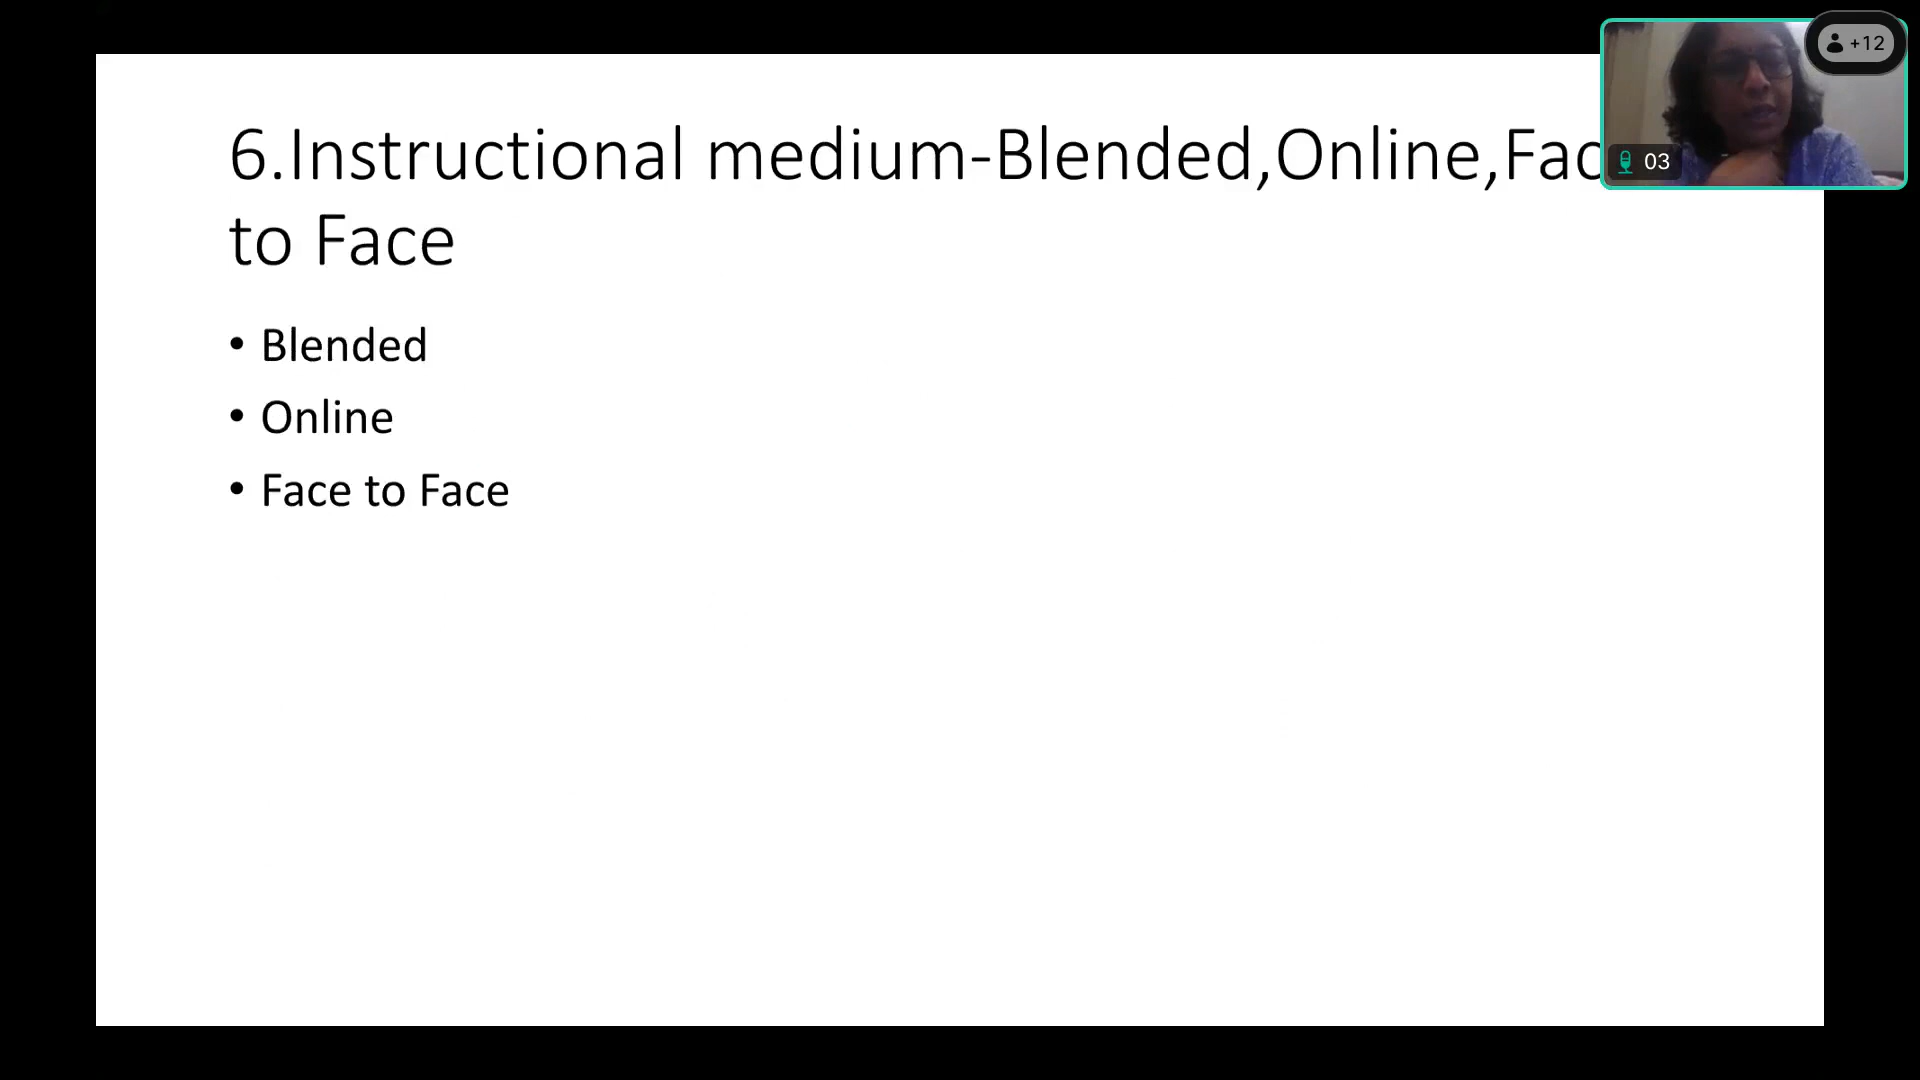 6.Instructional medium-Blended,Online,Fac
to Face
• Blended
• Online
• Face to Face
+12
03